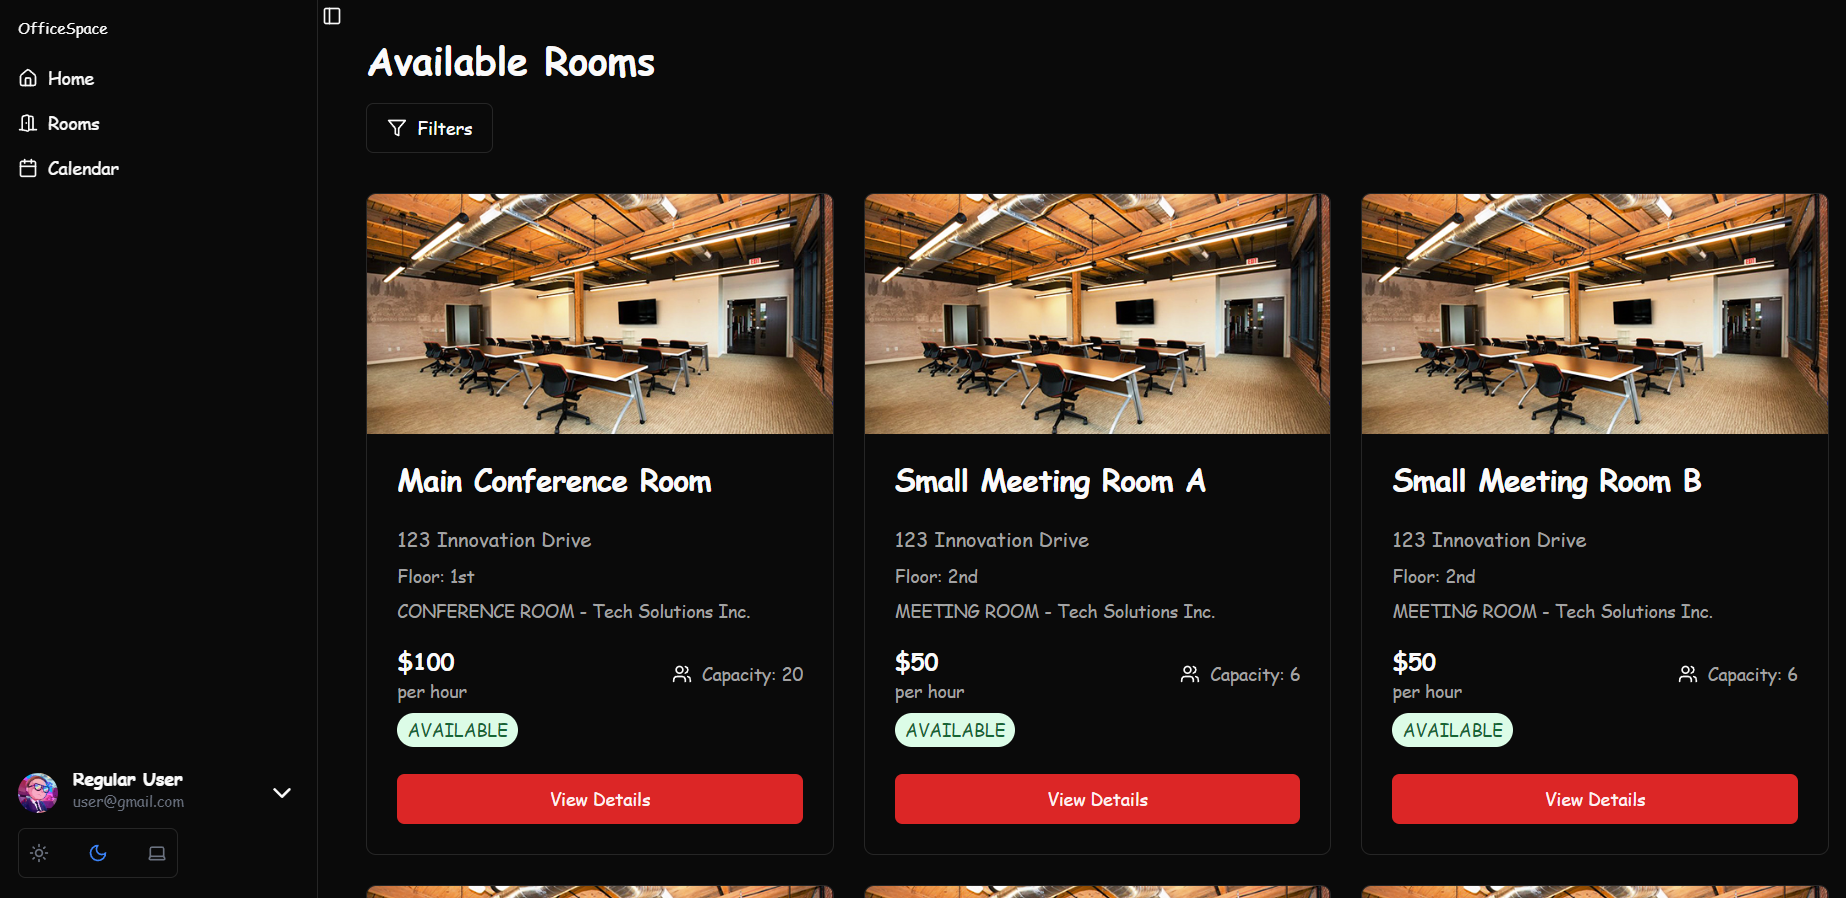 OfficeSpace
Home
Rooms
Calendar
Regular User
user@gmail.com
Available Rooms
Filters
Main Conference Room
123 Innovation Drive
Floor: 1st
CONFERENCE ROOM - Tech Solutions Inc.
$100
per hour
Capacity: 20
AVAILABLE
View Details
Small Meeting Room A
123 Innovation Drive
Floor: 2nd
MEETING ROOM - Tech Solutions Inc.
$50
per hour
Capacity: 6
AVAILABLE
View Details
Small Meeting Room B
123 Innovation Drive
Floor: 2nd
MEETING ROOM - Tech Solutions Inc.
$50
per hour
Capacity: 6
AVAILABLE
View Details